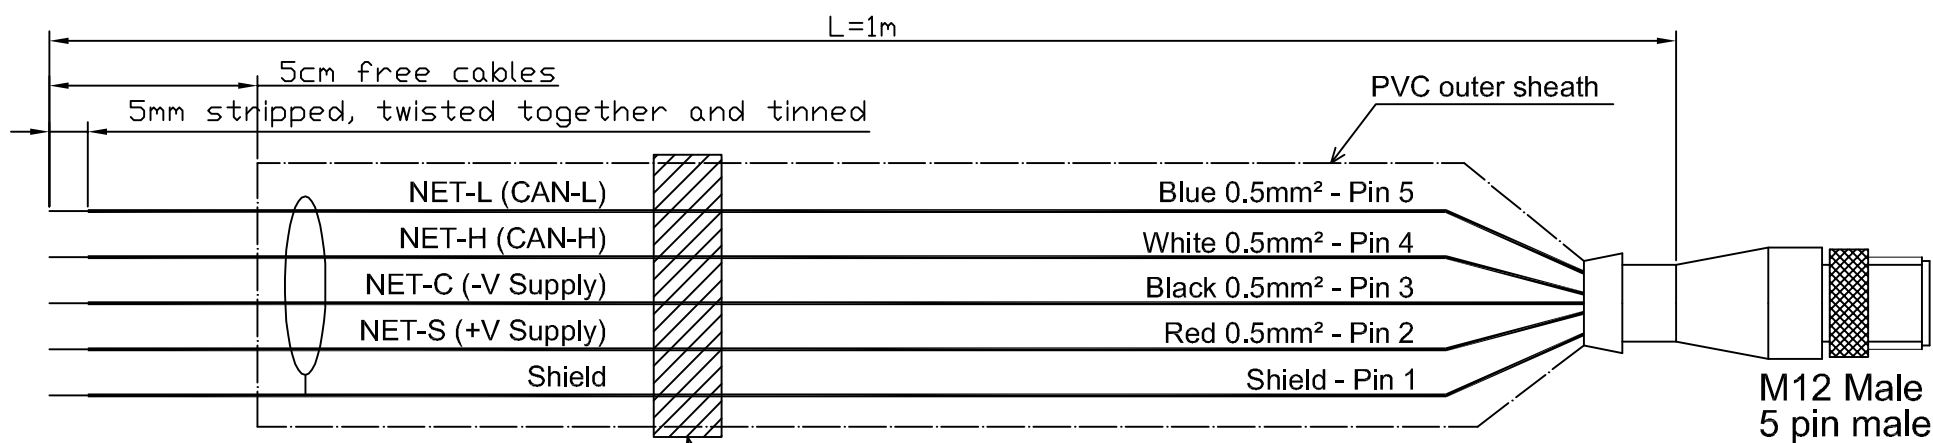 L=1m
5cm free cables
5mm stripped, twisted together and tinned
PVC outer sheath
NET-L (CAN-L)
Blue 0.5mm² - Pin 5
NET-H (CAN-H)
White 0.5mm² - Pin 4
NET-C (-V Supply)
Black 0.5mm² - Pin 3
NET-S (+V Supply)
Red 0.5mm² - Pin 2
Shield
Shield - Pin 1
M12 Male
5 pin male